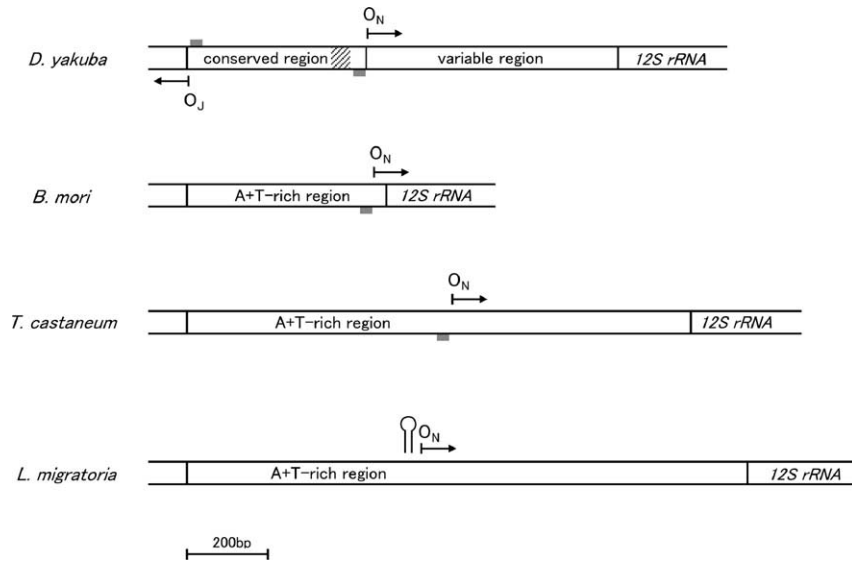 O_N
D. yakuba conserved region variable region 12S rRNA
O_J
O_N
B. mori A+T-rich region 12S rRNA
O_N
T. castaneum A+T-rich region 12S rRNA
O_N
L. migratoria A+T-rich region 12S rRNA
200bp